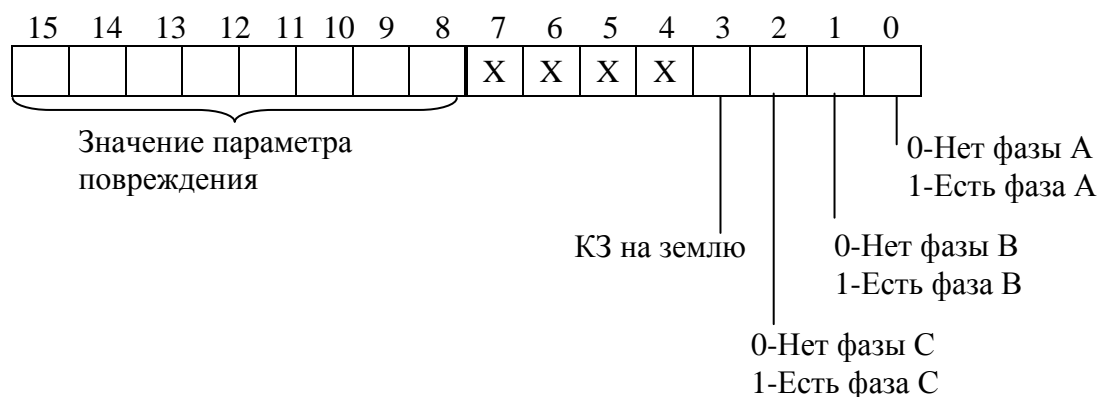 15 14 13 12 11 10 9 8 7 6 5 4 3 2 1 0
X X X X
Значение параметра
повреждения
0-Нет фазы А
1-Есть фаза А
КЗ на землю
0-Нет фазы В
1-Есть фаза В
0-Нет фазы С
1-Есть фаза С